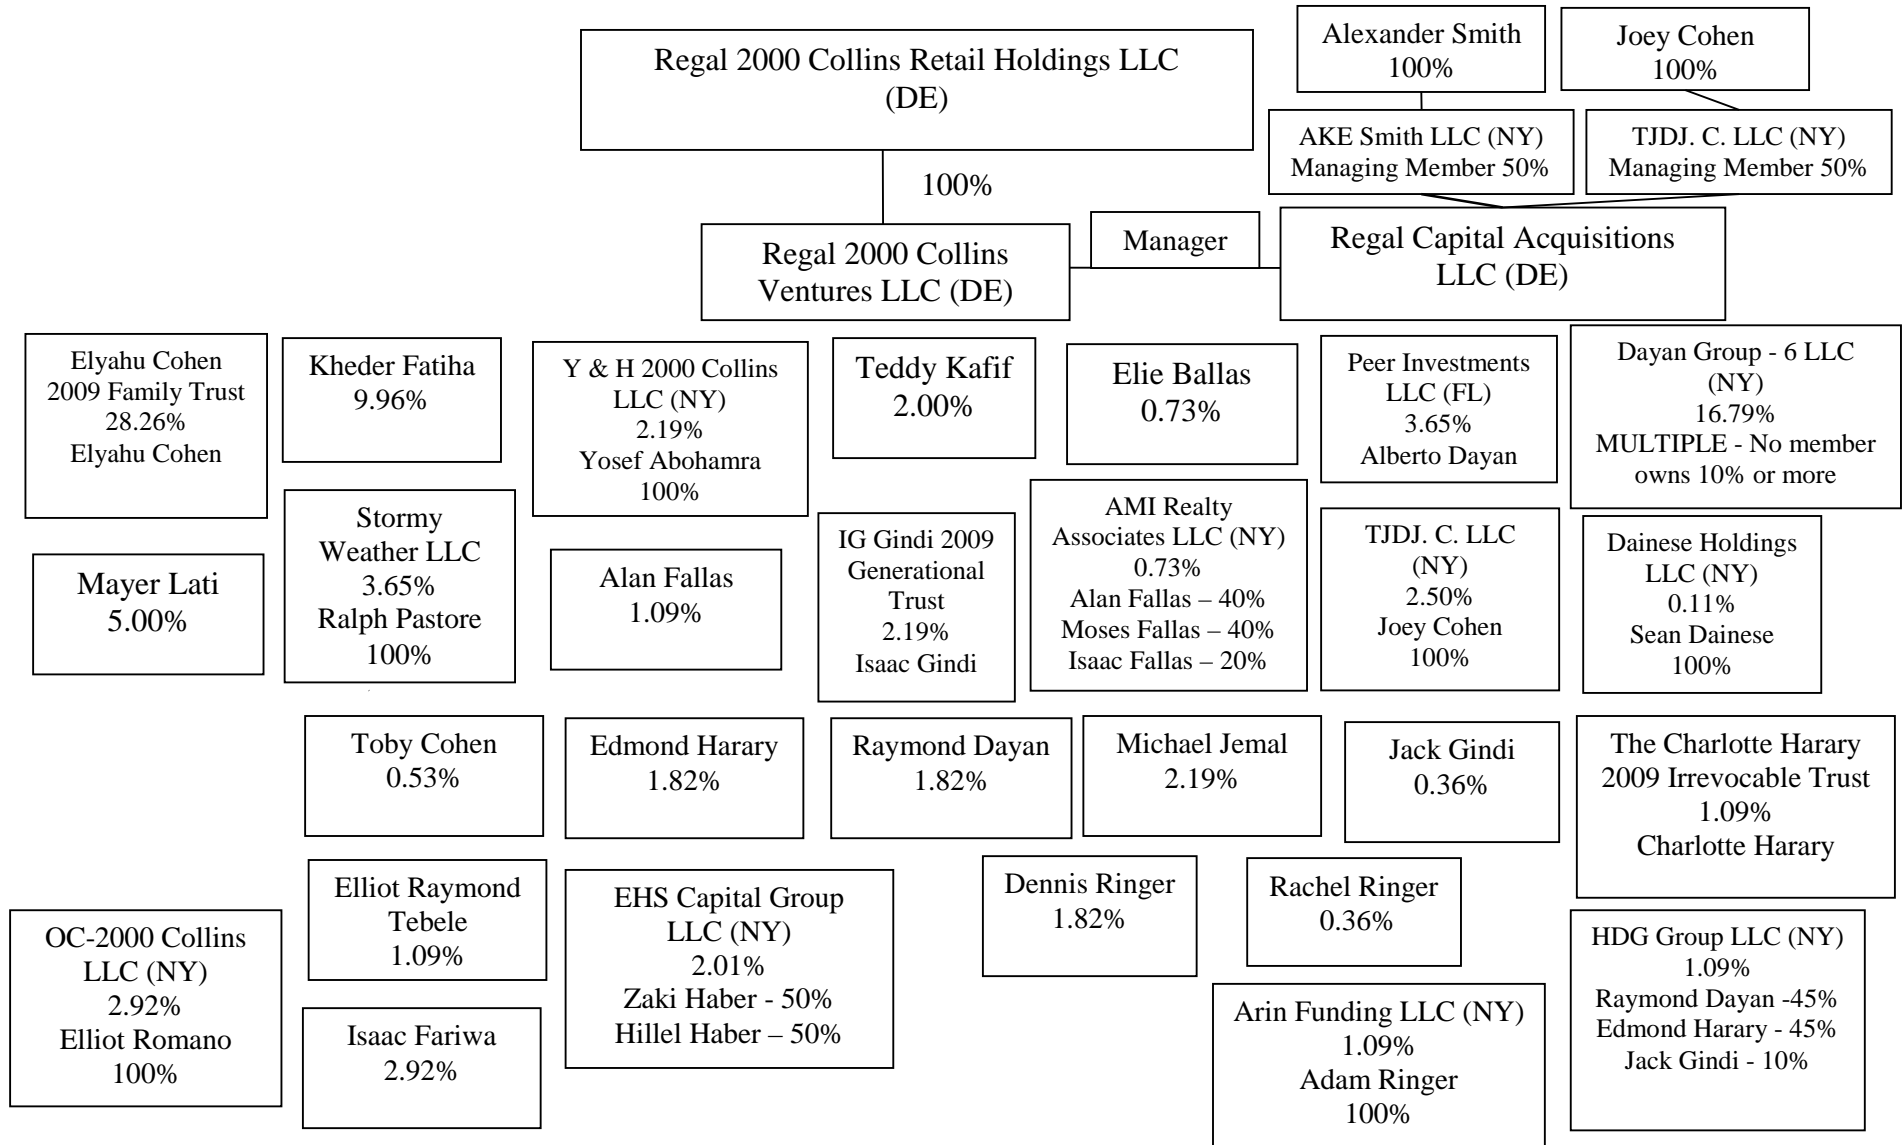 Regal 2000 Collins Retail Holdings LLC
(DE)
Alexander Smith
100%
Joey Cohen
100%
AKE Smith LLC (NY)
Managing Member 50%
TJDJ. C. LLC (NY)
Managing Member 50%
100%
Regal 2000 Collins
Ventures LLC (DE)
Manager
Regal Capital Acquisitions
LLC (DE)
Elyahu Cohen
2009 Family Trust
28.26%
Elyahu Cohen
Kheder Fatiha
9.96%
Y & H 2000 Collins
LLC (NY)
2.19%
Yosef Abohamra
100%
Teddy Kafif
2.00%
Elie Ballas
0.73%
Peer Investments
LLC (FL)
3.65%
Alberto Dayan
Dayan Group - 6 LLC
(NY)
16.79%
MULTIPLE - No member
owns 10% or more
Mayer Lati
5.00%
Stormy
Weather LLC
3.65%
Ralph Pastore
100%
Alan Fallas
1.09%
IG Gindi 2009
Generational
Trust
2.19%
Isaac Gindi
AMI Realty
Associates LLC (NY)
0.73%
Alan Fallas – 40%
Moses Fallas – 40%
Isaac Fallas – 20%
TJDJ. C. LLC
(NY)
2.50%
Joey Cohen
100%
Dainese Holdings
LLC (NY)
0.11%
Sean Dainese
100%
Toby Cohen
0.53%
Edmond Harary
1.82%
Raymond Dayan
1.82%
Michael Jemal
2.19%
Jack Gindi
0.36%
The Charlotte Harary
2009 Irrevocable Trust
1.09%
Charlotte Harary
OC-2000 Collins
LLC (NY)
2.92%
Elliot Romano
100%
Elliot Raymond
Tebele
1.09%
Isaac Fariwa
2.92%
EHS Capital Group
LLC (NY)
2.01%
Zaki Haber - 50%
Hillel Haber – 50%
Dennis Ringer
1.82%
Rachel Ringer
0.36%
Arin Funding LLC (NY)
1.09%
Adam Ringer
100%
HDG Group LLC (NY)
1.09%
Raymond Dayan -45%
Edmond Harary - 45%
Jack Gindi - 10%